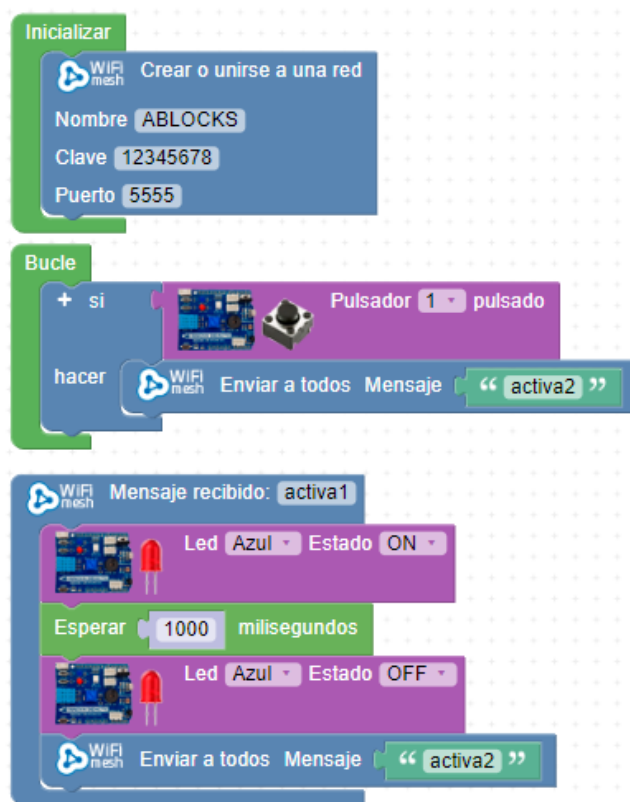 Inicializar
WiFi mesh Crear o unirse a una red
Nombre ABLOCKS
Clave 12345678
Puerto 5555
Bucle
+ si Pulsador 1 pulsado
hacer WiFi mesh Enviar a todos Mensaje “ activa2 ”
WiFi mesh Mensaje recibido: activa1
Led Azul Estado ON
Esperar 1000 milisegundos
Led Azul Estado OFF
WiFi mesh Enviar a todos Mensaje “ activa2 ”